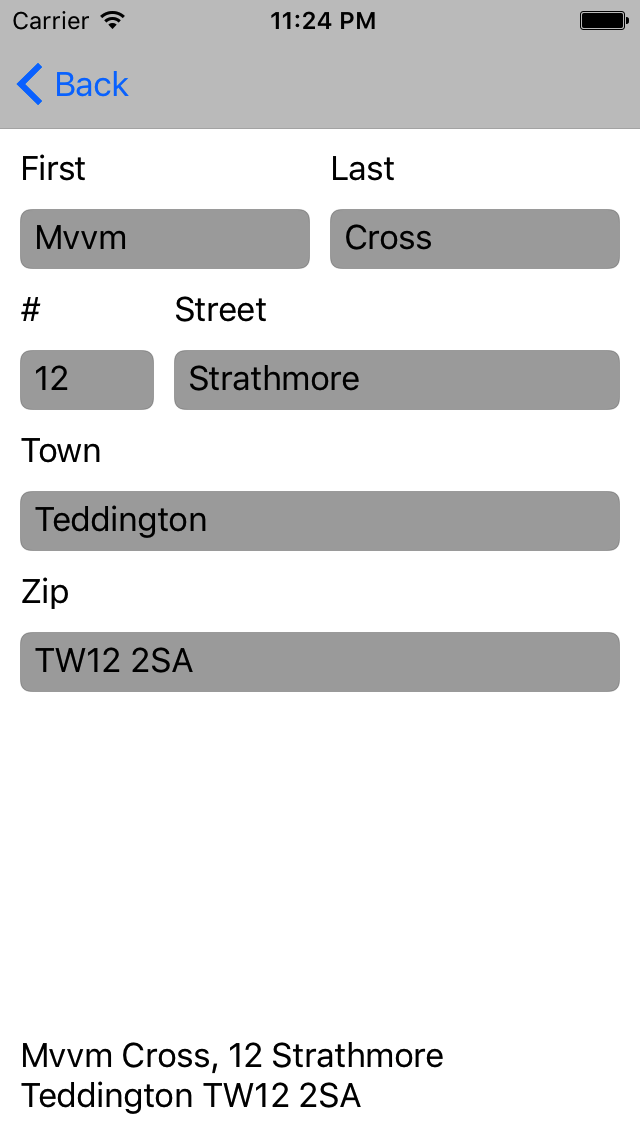 Carrier 11:24 PM
Back
First Last
Mvvm Cross
# Street
12 Strathmore
Town
Teddington
Zip
TW12 2SA
Mvvm Cross, 12 Strathmore
Teddington TW12 2SA